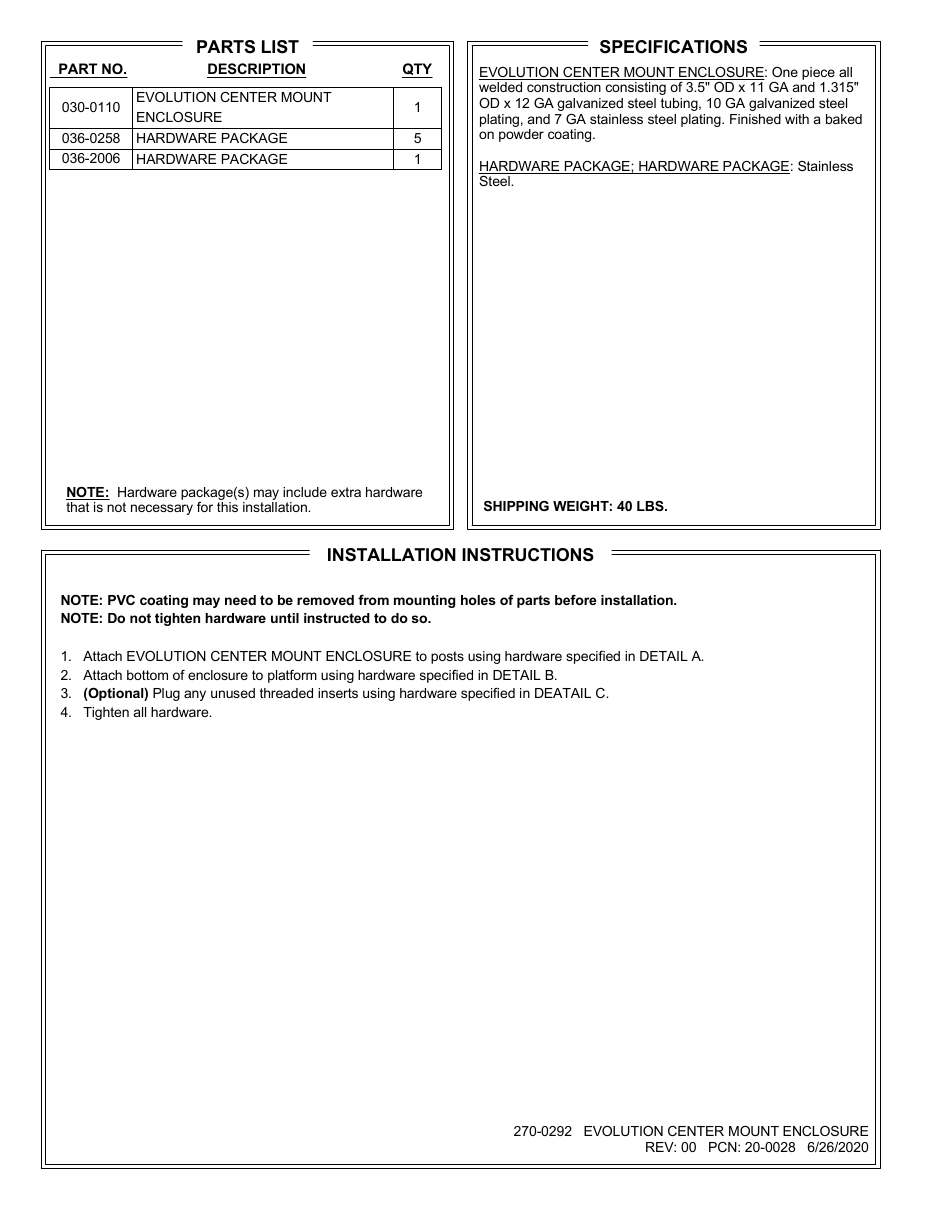 PARTS LIST
PART NO. DESCRIPTION QTY
030-0110 EVOLUTION CENTER MOUNT ENCLOSURE 1
036-0258 HARDWARE PACKAGE 5
036-2006 HARDWARE PACKAGE 1
NOTE: Hardware package(s) may include extra hardware
that is not necessary for this installation.
SPECIFICATIONS
EVOLUTION CENTER MOUNT ENCLOSURE: One piece all
welded construction consisting of 3.5" OD x 11 GA and 1.315"
OD x 12 GA galvanized steel tubing, 10 GA galvanized steel
plating, and 7 GA stainless steel plating. Finished with a baked
on powder coating.
HARDWARE PACKAGE; HARDWARE PACKAGE: Stainless
Steel.
SHIPPING WEIGHT: 40 LBS.
INSTALLATION INSTRUCTIONS
NOTE: PVC coating may need to be removed from mounting holes of parts before installation.
NOTE: Do not tighten hardware until instructed to do so.
1. Attach EVOLUTION CENTER MOUNT ENCLOSURE to posts using hardware specified in DETAIL A.
2. Attach bottom of enclosure to platform using hardware specified in DETAIL B.
3. (Optional) Plug any unused threaded inserts using hardware specified in DEATAIL C.
4. Tighten all hardware.
270-0292 EVOLUTION CENTER MOUNT ENCLOSURE
REV: 00 PCN: 20-0028 6/26/2020